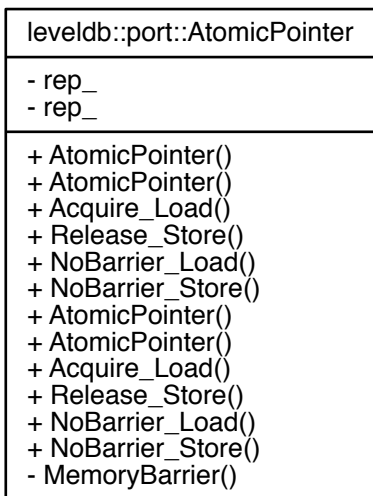 leveldb::port::AtomicPointer
- rep_
- rep_
+ AtomicPointer()
+ AtomicPointer()
+ Acquire_Load()
+ Release_Store()
+ NoBarrier_Load()
+ NoBarrier_Store()
+ AtomicPointer()
+ AtomicPointer()
+ Acquire_Load()
+ Release_Store()
+ NoBarrier_Load()
+ NoBarrier_Store()
- MemoryBarrier()